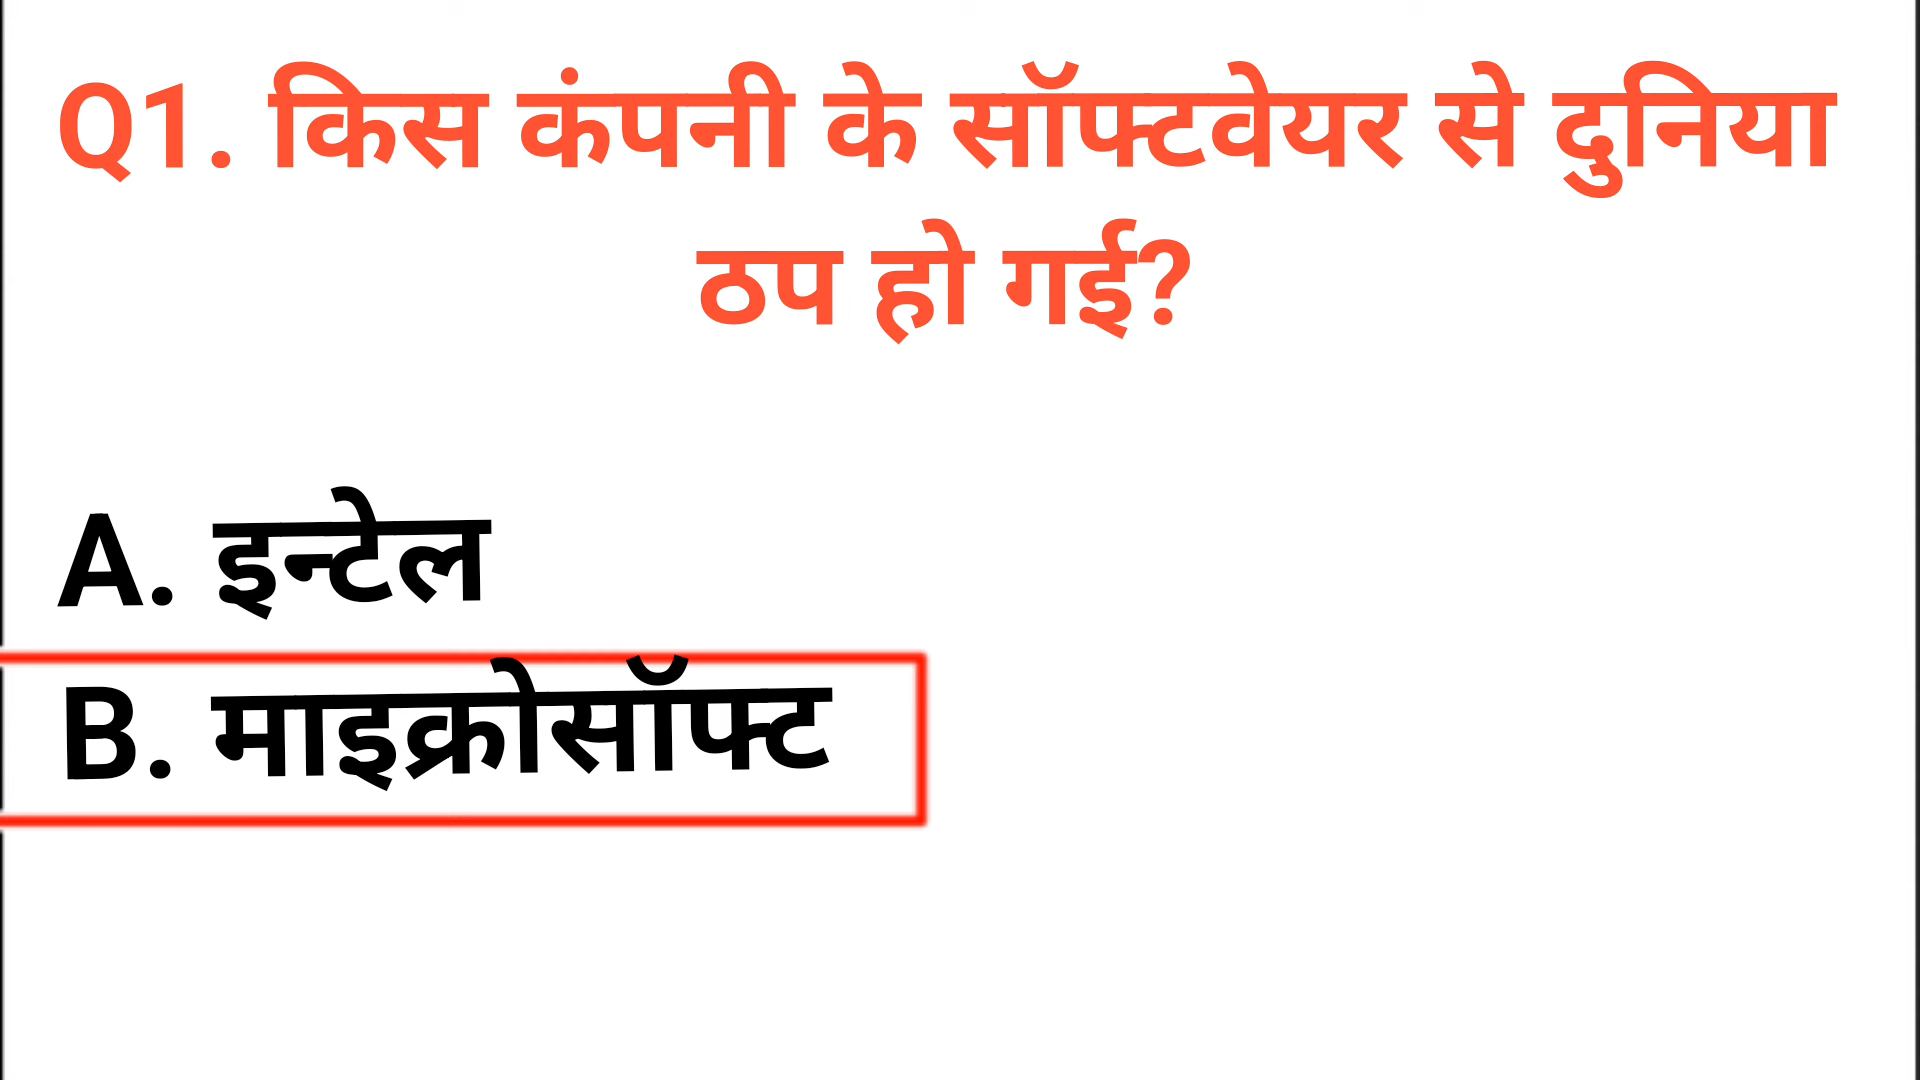 Q1. किस कंपनी के सॉफ्टवेयर से दुनिया
ठप हो गई?
A. इन्टेल
B. माइक्रोसॉफ्ट